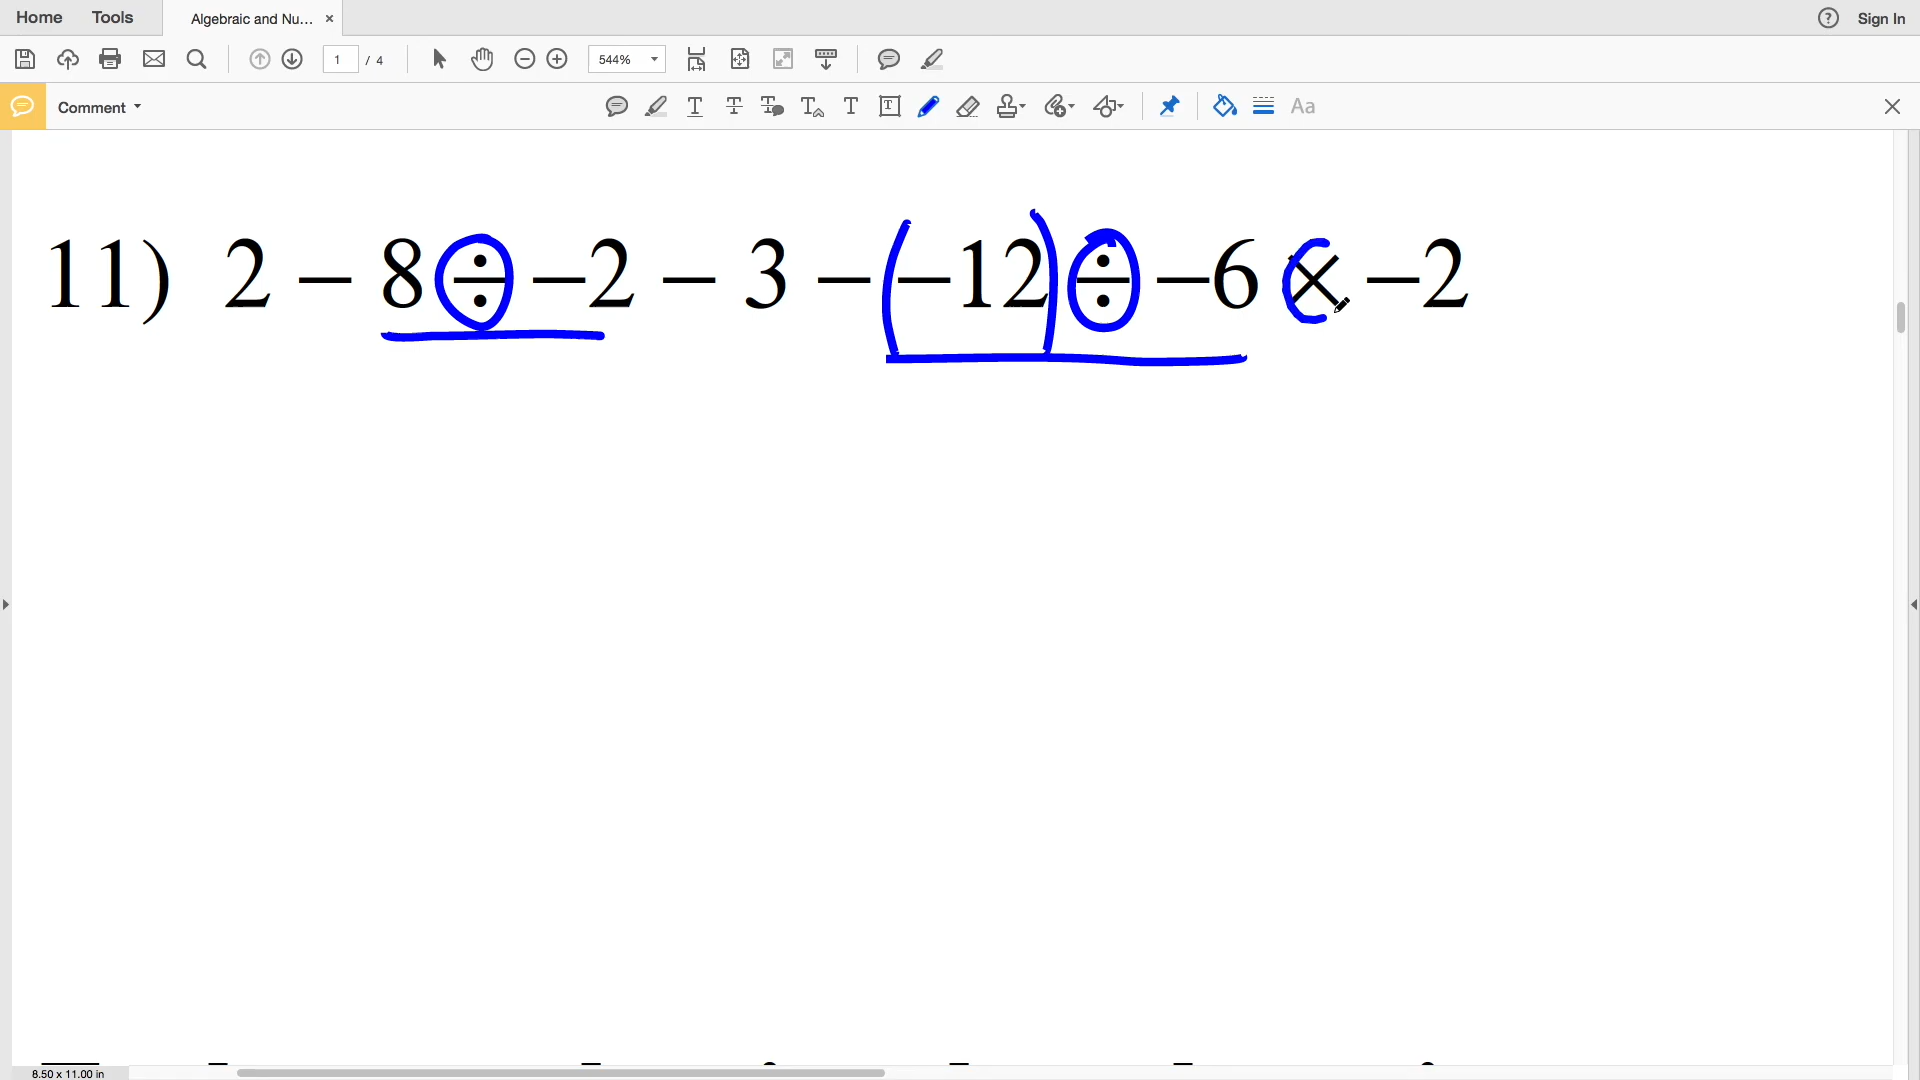 Home Tools Algebraic and Nu... × ? Sign In
1 / 4 544%
Comment T T T T T T Aa
11) 2 − 8 ÷ −2 − 3 − (−12) ÷ −6 × −2
8.50 x 11.00 in